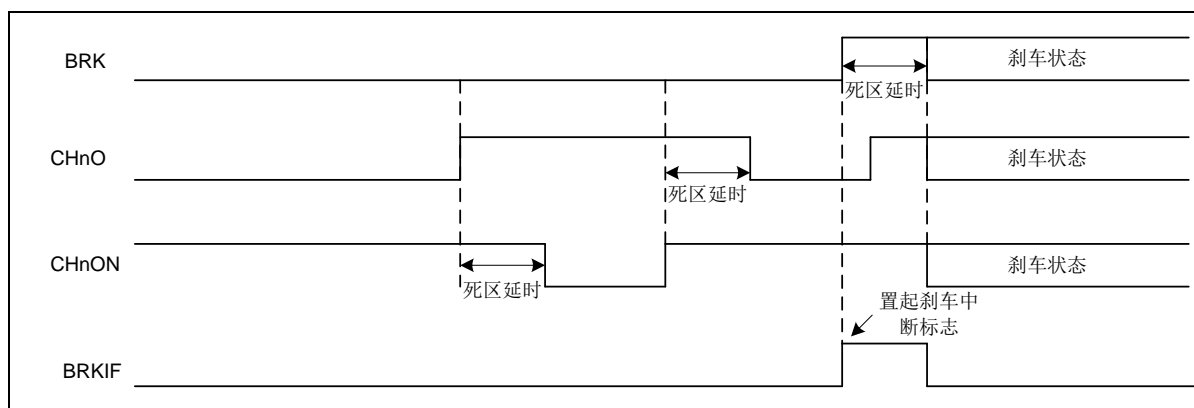 BRK
刹车状态
死区延时
CHnO
刹车状态
死区延时
CHnON
刹车状态
死区延时
置起刹车中
断标志
BRKIF